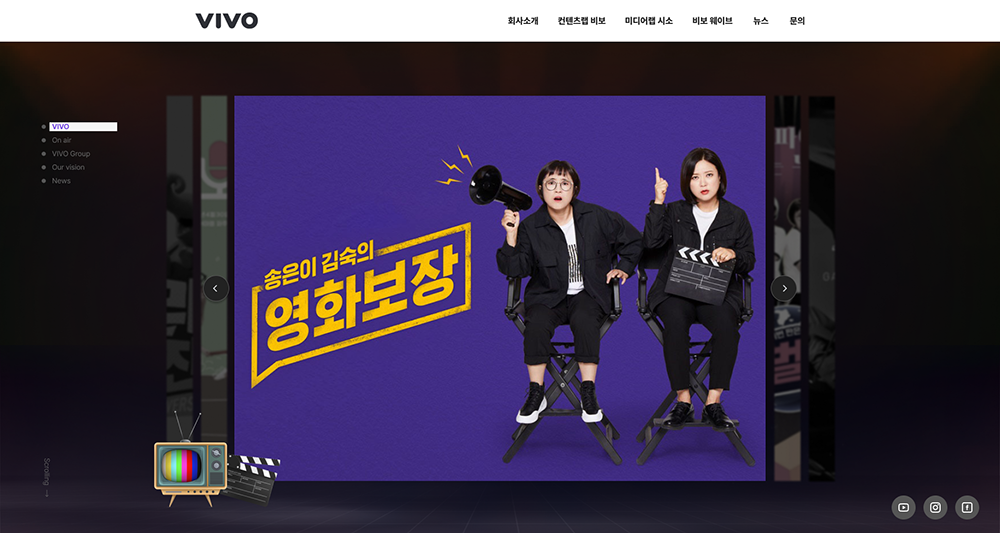 VIVO
회사소개
컨텐츠랩 비보
미디어랩 시소
비보 웨이브
뉴스
문의
VIVO
On air
VIVO Group
Our vision
News
송은이 김숙의
영화보장
Scrolling →